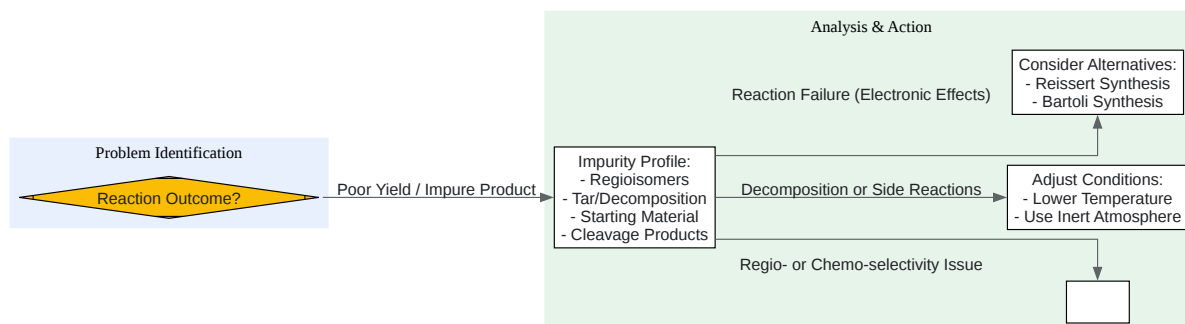 Analysis & Action
Problem Identification
Reaction Outcome?
Poor Yield / Impure Product
Impurity Profile:
- Regioisomers
- Tar/Decomposition
- Starting Material
- Cleavage Products
Reaction Failure (Electronic Effects)
Consider Alternatives:
- Reissert Synthesis
- Bartoli Synthesis
Decomposition or Side Reactions
Adjust Conditions:
- Lower Temperature
- Use Inert Atmosphere
Regio- or Chemo-selectivity Issue